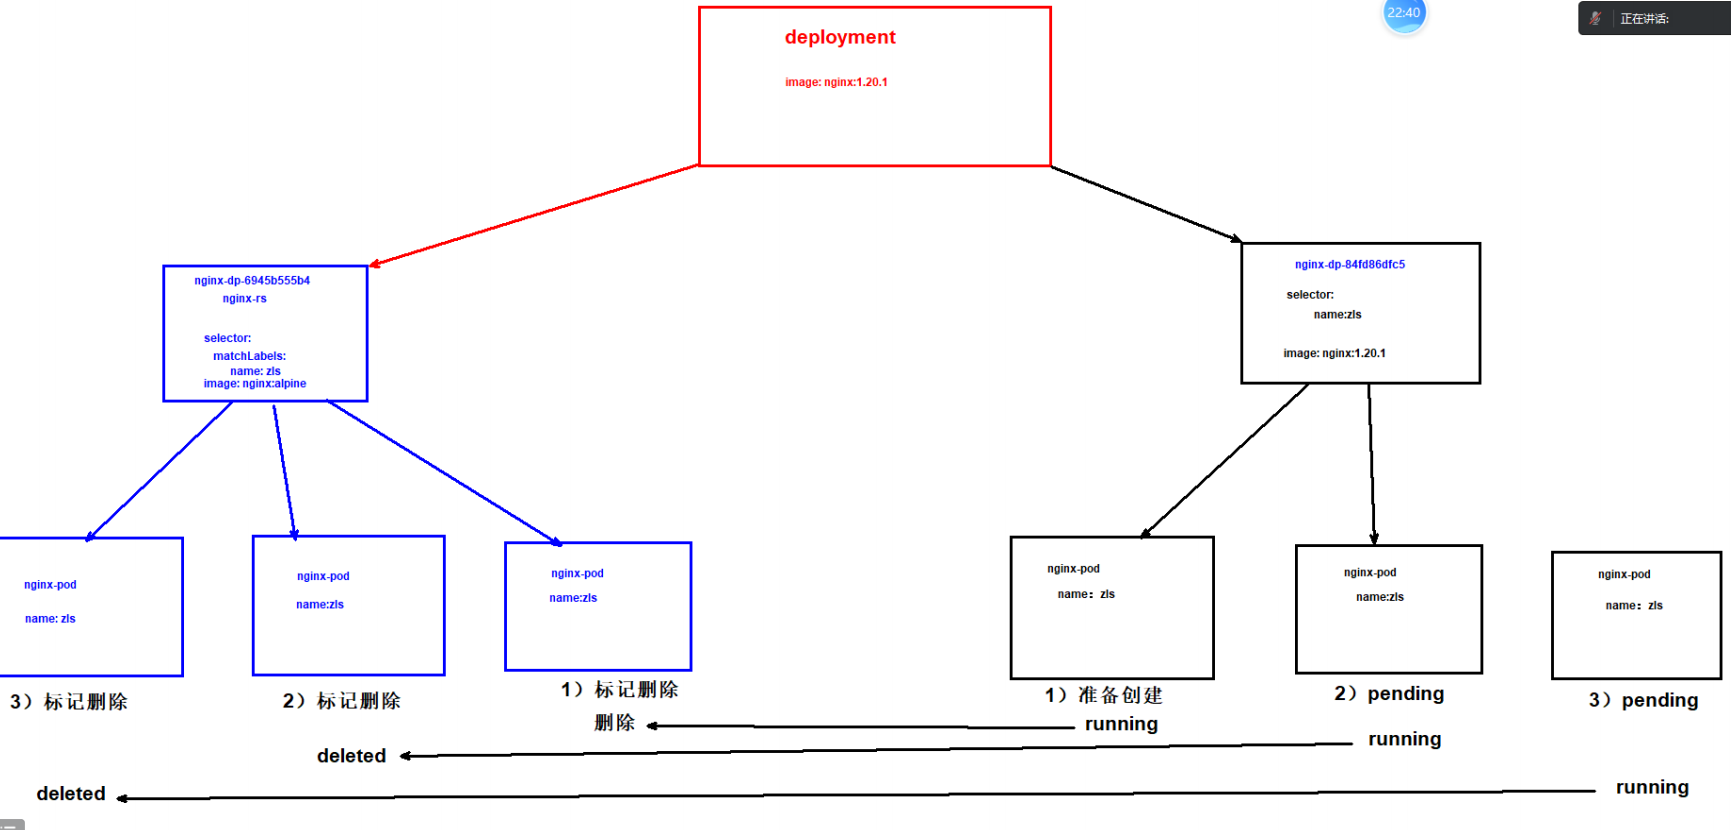 22:40
正在讲话:
deployment
image: nginx:1.20.1
nginx-dp-6945b555b4
nginx-rs
selector:
matchLabels:
name: zls
image: nginx:alpine
nginx-dp-84fd86dfc5
selector:
name:zls
image: nginx:1.20.1
nginx-pod
name: zls
nginx-pod
name:zls
nginx-pod
name:zls
nginx-pod
name：zls
nginx-pod
name:zls
nginx-pod
name：zls
3）标记删除
2）标记删除
1）标记删除
1）准备创建
2）pending
3）pending
删除
running
deleted
running
deleted
running